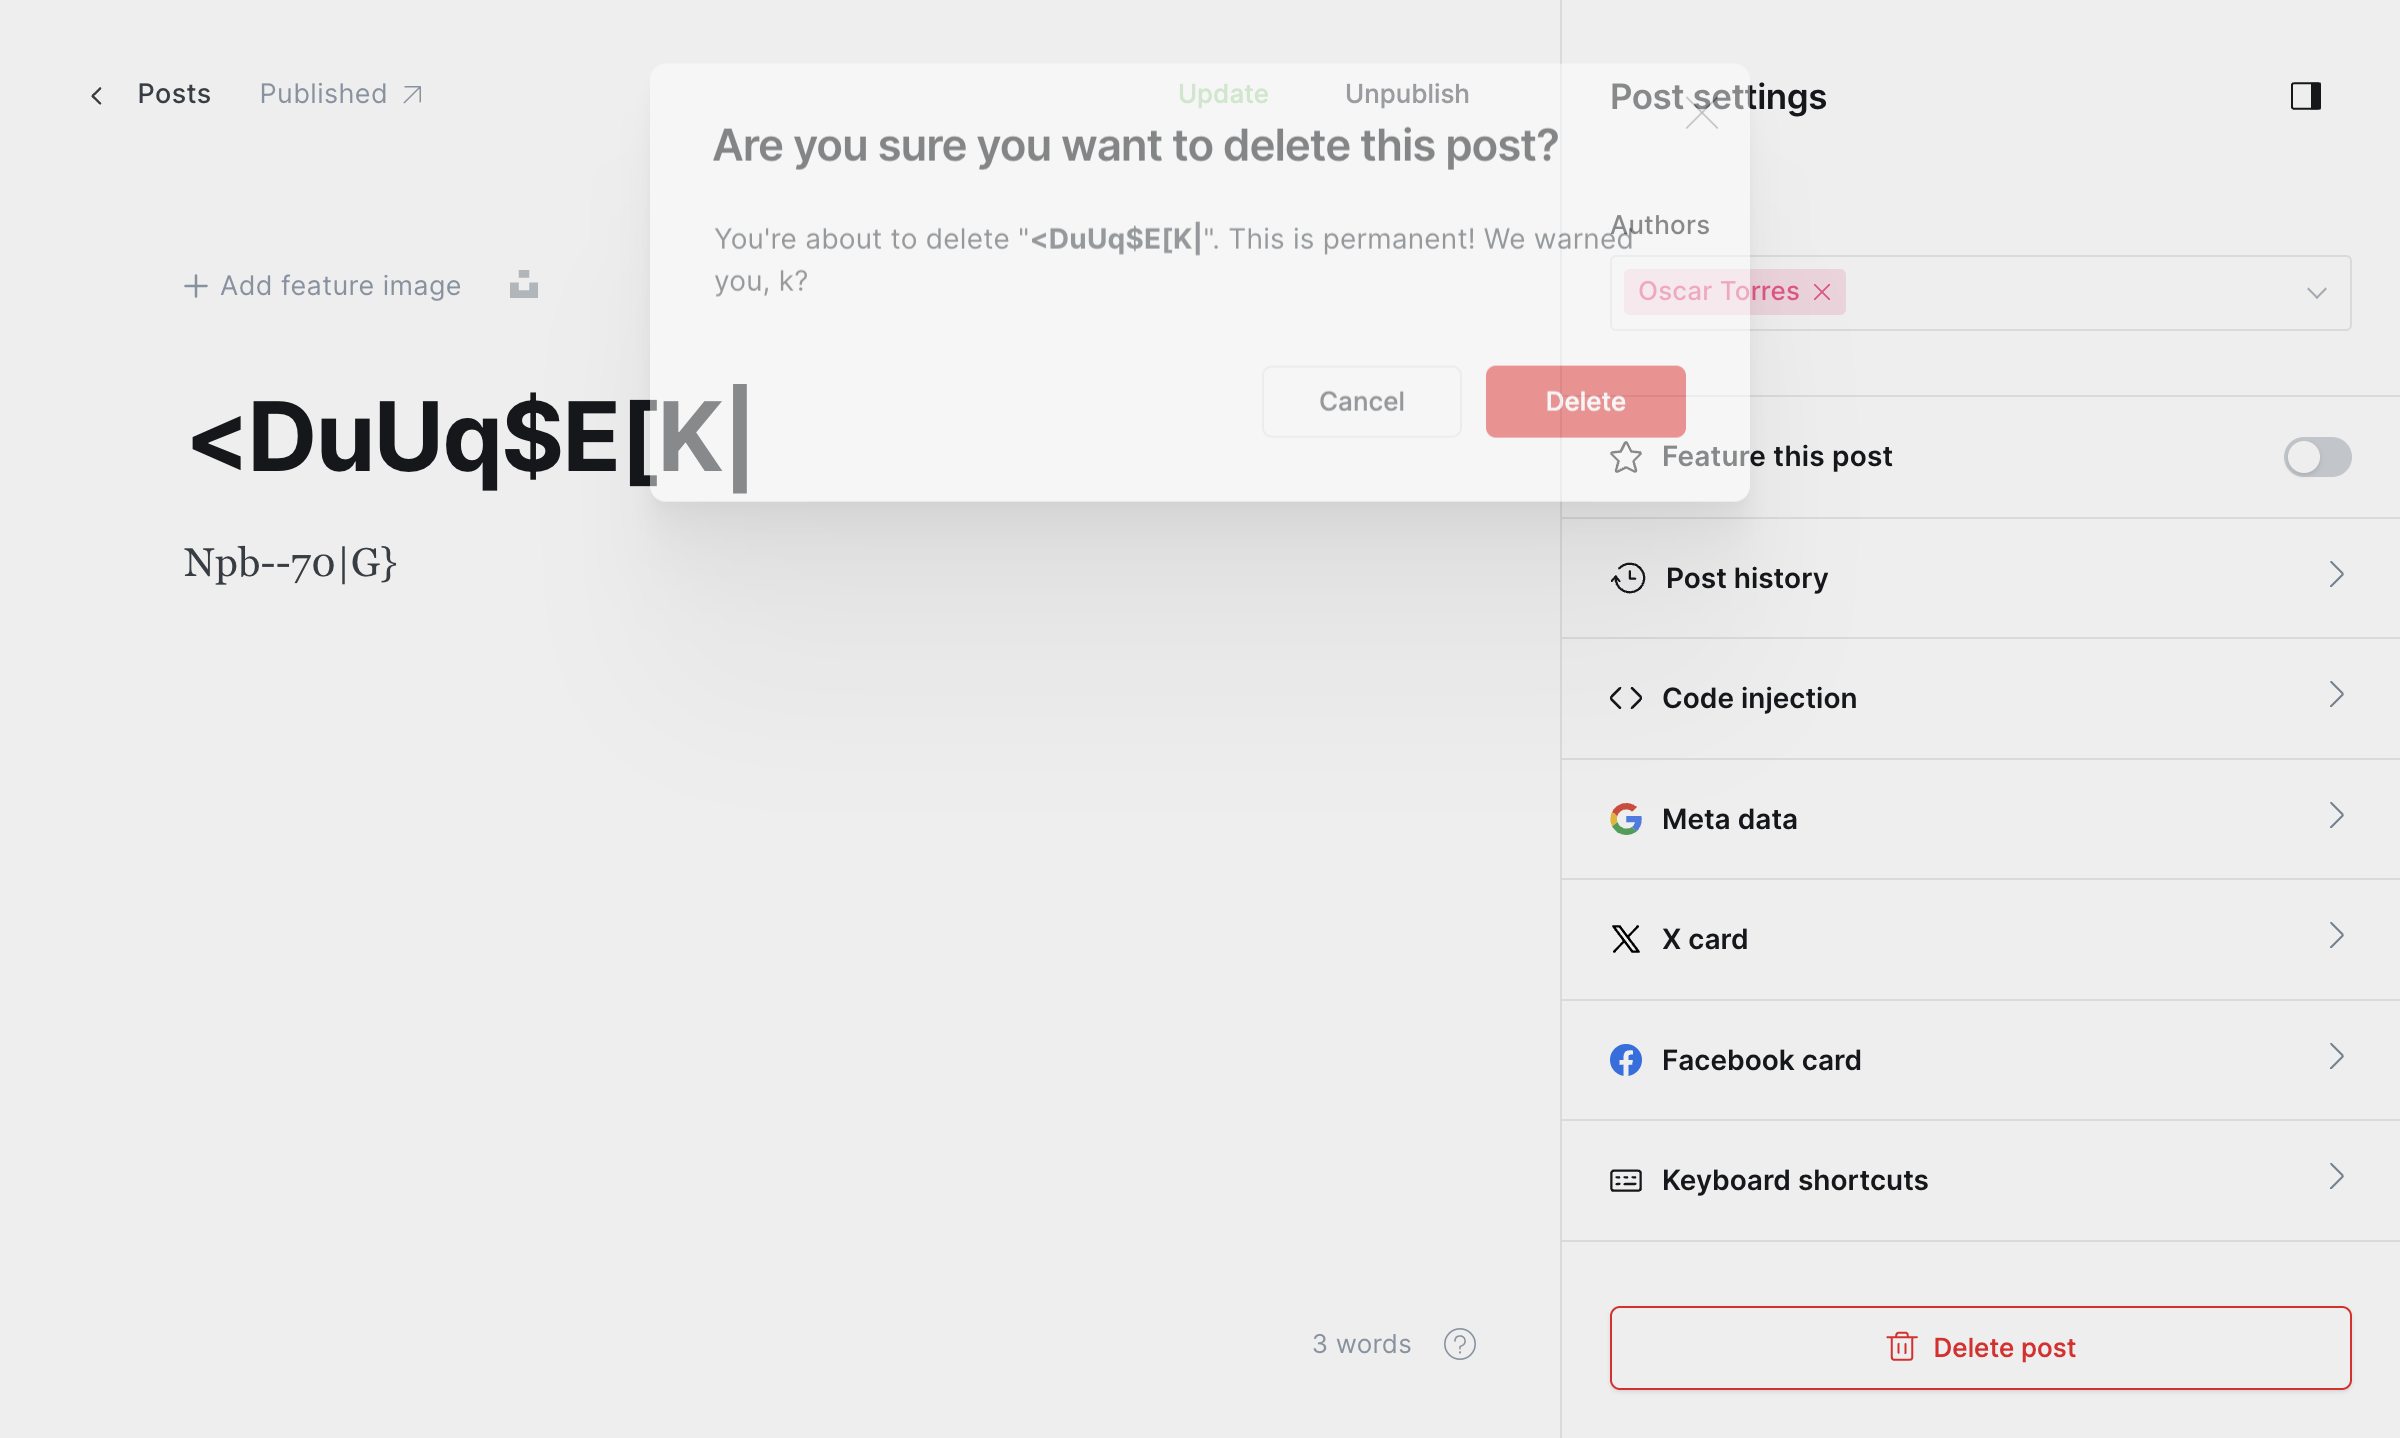 Posts
Published
Update
Unpublish
Post settings
Are you sure you want to delete this post?
You're about to delete "<DuUq$E[K|". This is permanent! We warned
you, k?
Cancel
Delete
Authors
Oscar Torres
Add feature image
<DuUq$E[K|
Npb--70|G}
Feature this post
Post history
Code injection
Meta data
X card
Facebook card
Keyboard shortcuts
3 words
Delete post